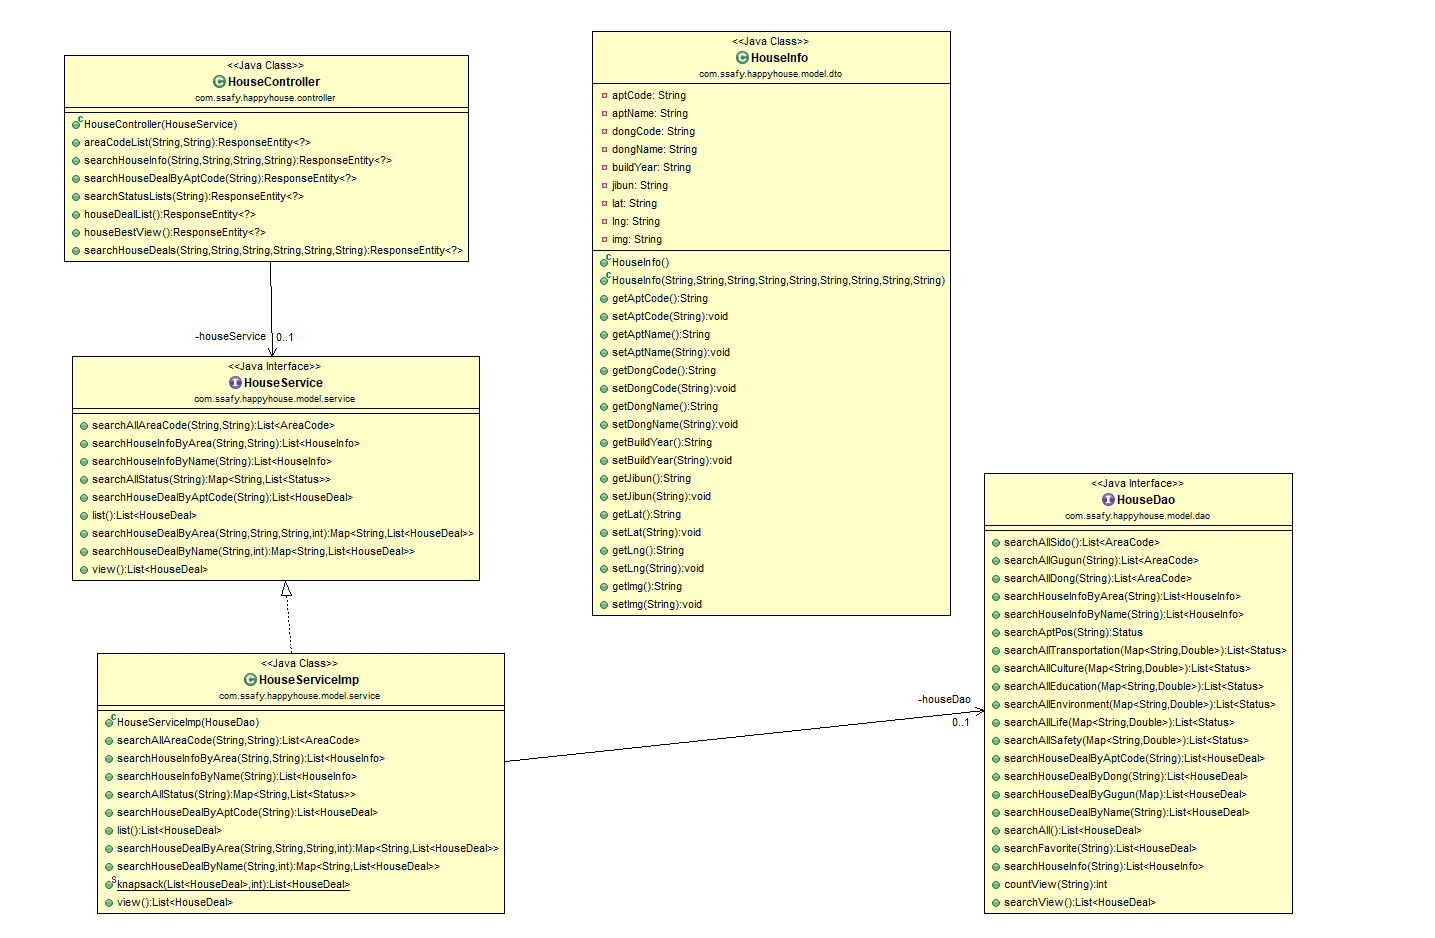 <<Java Class>>
HouseController
com.ssafy.happyhouse.controller
HouseController(HouseService)
areaCodeList(String,String):ResponseEntity<?>
searchHouseInfo(String,String,String,String):ResponseEntity<?>
searchHouseDealByAptCode(String):ResponseEntity<?>
searchStatusLists(String):ResponseEntity<?>
houseDealList():ResponseEntity<?>
houseBestView():ResponseEntity<?>
searchHouseDeals(String,String,String,String,String,String):ResponseEntity<?>
-houseService
0..1
<<Java Interface>>
HouseService
com.ssafy.happyhouse.model.service
searchAllAreaCode(String,String):List<AreaCode>
searchHouseInfoByArea(String,String):List<HouseInfo>
searchHouseInfoByName(String):List<HouseInfo>
searchAllStatus(String):Map<String,List<Status>>
searchHouseDealByAptCode(String):List<HouseDeal>
list():List<HouseDeal>
searchHouseDealByArea(String,String,String,int):Map<String,List<HouseDeal>>
searchHouseDealByName(String,int):Map<String,List<HouseDeal>>
view():List<HouseDeal>
<<Java Class>>
HouseServiceImp
com.ssafy.happyhouse.model.service
HouseServiceImp(HouseDao)
searchAllAreaCode(String,String):List<AreaCode>
searchHouseInfoByArea(String,String):List<HouseInfo>
searchHouseInfoByName(String):List<HouseInfo>
searchAllStatus(String):Map<String,List<Status>>
searchHouseDealByAptCode(String):List<HouseDeal>
list():List<HouseDeal>
searchHouseDealByArea(String,String,String,int):Map<String,List<HouseDeal>>
searchHouseDealByName(String,int):Map<String,List<HouseDeal>>
knapsack(List<HouseDeal>,int):List<HouseDeal>
view():List<HouseDeal>
<<Java Class>>
HouseInfo
com.ssafy.happyhouse.model.dto
aptCode: String
aptName: String
dongCode: String
dongName: String
buildYear: String
jibun: String
lat: String
lng: String
img: String
HouseInfo()
HouseInfo(String,String,String,String,String,String,String,String,String)
getAptCode():String
setAptCode(String):void
getAptName():String
setAptName(String):void
getDongCode():String
setDongCode(String):void
getDongName():String
setDongName(String):void
getBuildYear():String
setBuildYear(String):void
getJibun():String
setJibun(String):void
getLat():String
setLat(String):void
getLng():String
setLng(String):void
getImg():String
setImg(String):void
-houseDao
0..1
<<Java Interface>>
HouseDao
com.ssafy.happyhouse.model.dao
searchAllSido():List<AreaCode>
searchAllGugun(String):List<AreaCode>
searchAllDong(String):List<AreaCode>
searchHouseInfoByArea(String):List<HouseInfo>
searchHouseInfoByName(String):List<HouseInfo>
searchAptPos(String):Status
searchAllTransportation(Map<String,Double>):List<Status>
searchAllCulture(Map<String,Double>):List<Status>
searchAllEducation(Map<String,Double>):List<Status>
searchAllEnvironment(Map<String,Double>):List<Status>
searchAllLife(Map<String,Double>):List<Status>
searchAllSafety(Map<String,Double>):List<Status>
searchHouseDealByAptCode(String):List<HouseDeal>
searchHouseDealByDong(String):List<HouseDeal>
searchHouseDealByGugun(Map):List<HouseDeal>
searchHouseDealByName(String):List<HouseDeal>
searchAll():List<HouseDeal>
searchFavorite(String):List<HouseDeal>
searchHouseInfo(String):List<HouseInfo>
countView(String):int
searchView():List<HouseDeal>